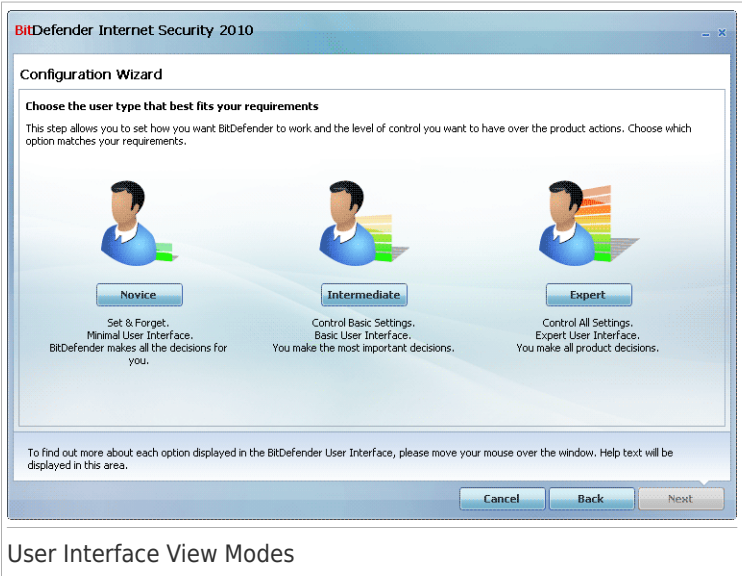 BitDefender Internet Security 2010
Configuration Wizard
Choose the user type that best fits your requirements
This step allows you to set how you want BitDefender to work and the level of control you want to have over the product actions. Choose which
option matches your requirements.
Novice
Set & Forget.
Minimal User Interface.
BitDefender makes all the decisions for
you.
Intermediate
Control Basic Settings.
Basic User Interface.
You make the most important decisions.
Expert
Control All Settings.
Expert User Interface.
You make all product decisions.
To find out more about each option displayed in the BitDefender User Interface, please move your mouse over the window. Help text will be
displayed in this area.
Cancel
Back
Next
User Interface View Modes